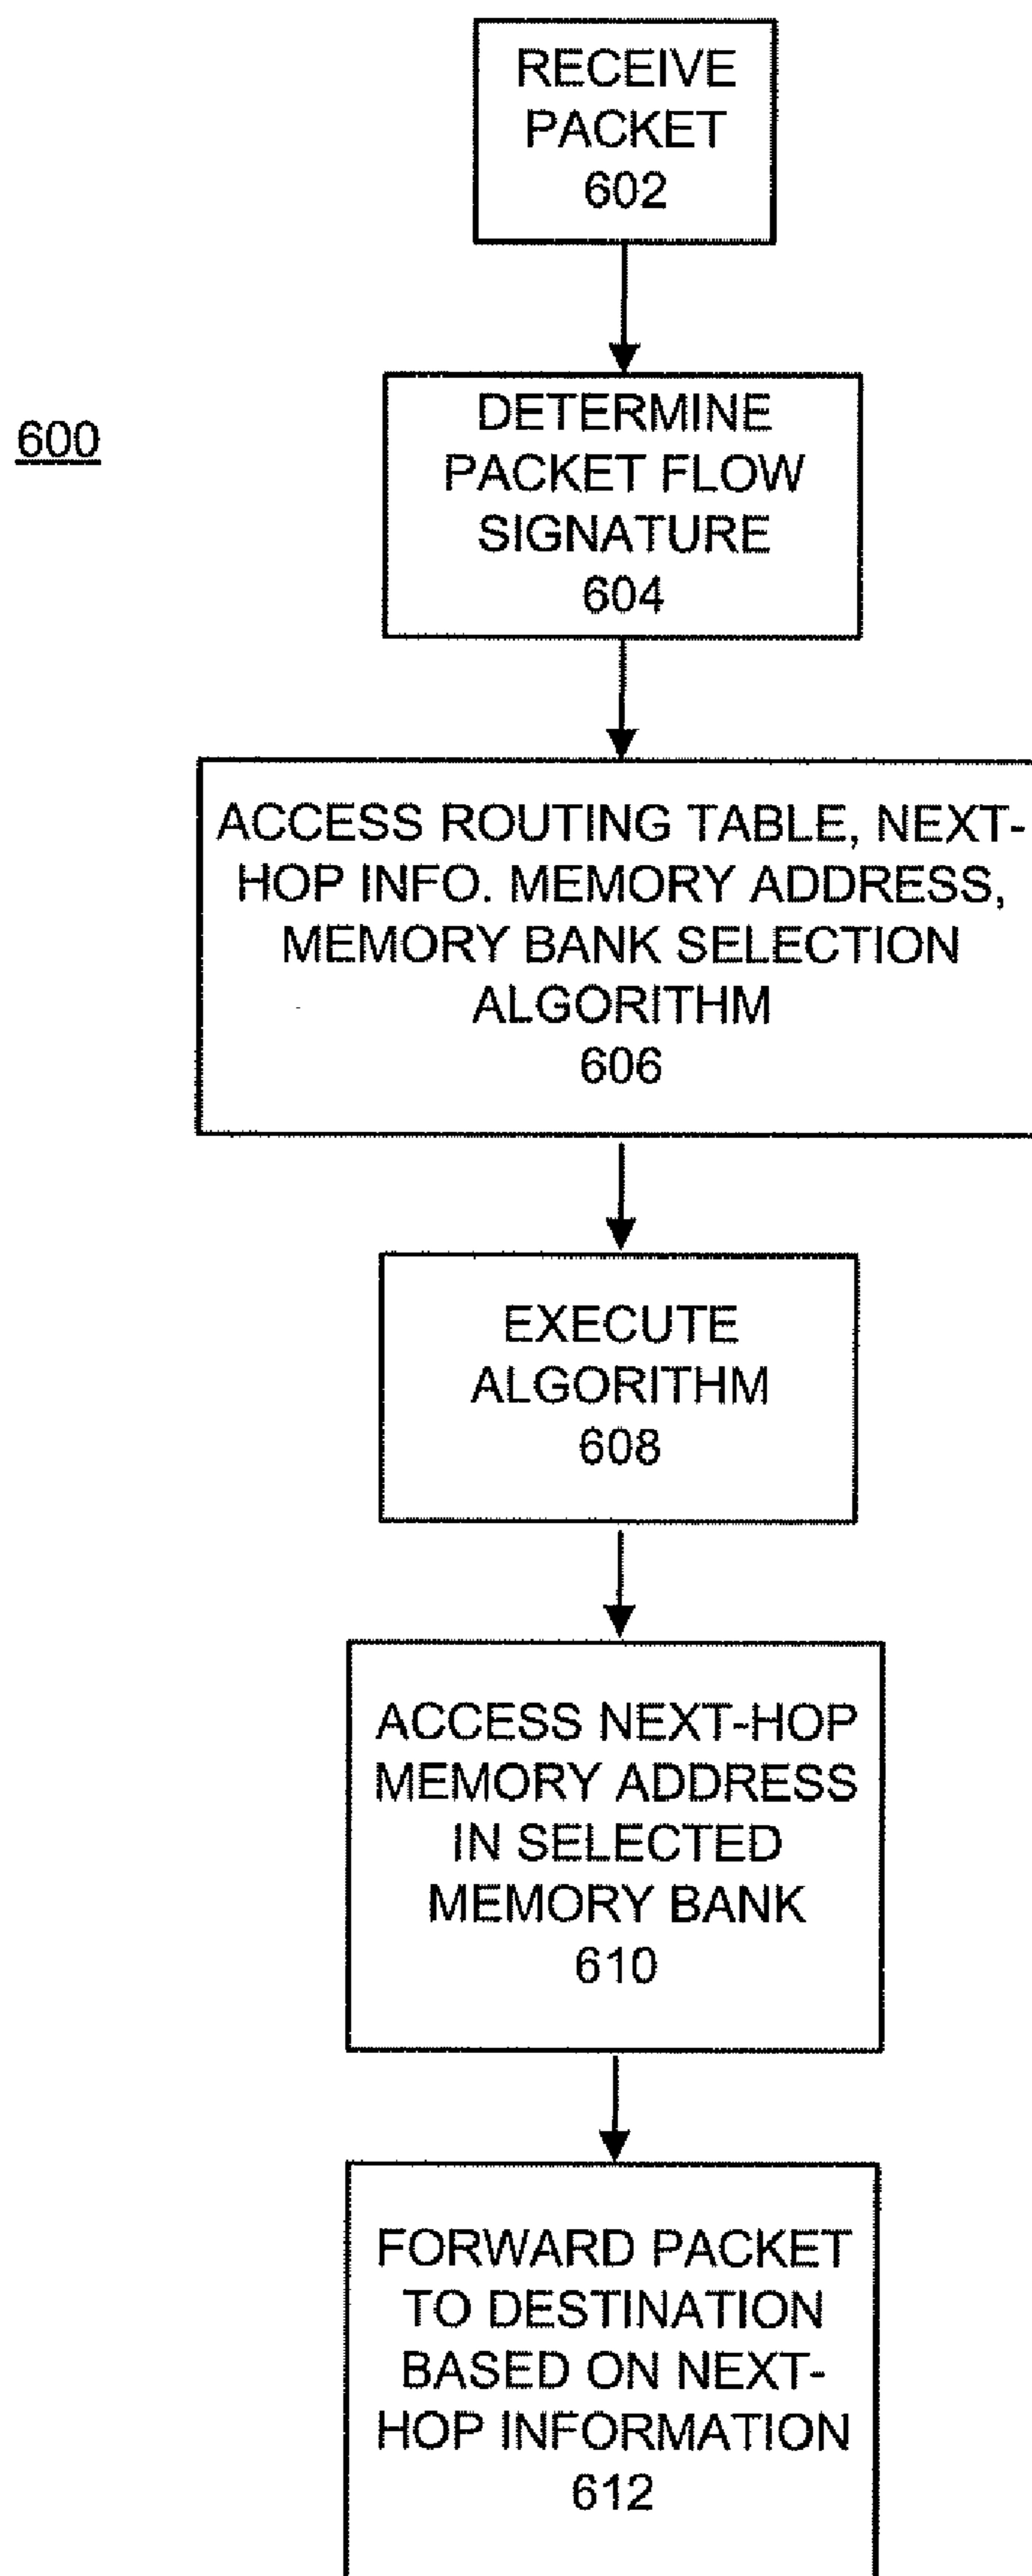 RECEIVE
PACKET
602
600
DETERMINE
PACKET FLOW
SIGNATURE
604
ACCESS ROUTING TABLE, NEXT-
HOP INFO. MEMORY ADDRESS,
MEMORY BANK SELECTION
ALGORITHM
606
EXECUTE
ALGORITHM
608
ACCESS NEXT-HOP
MEMORY ADDRESS
IN SELECTED
MEMORY BANK
610
FORWARD PACKET
TO DESTINATION
BASED ON NEXT-
HOP INFORMATION
612